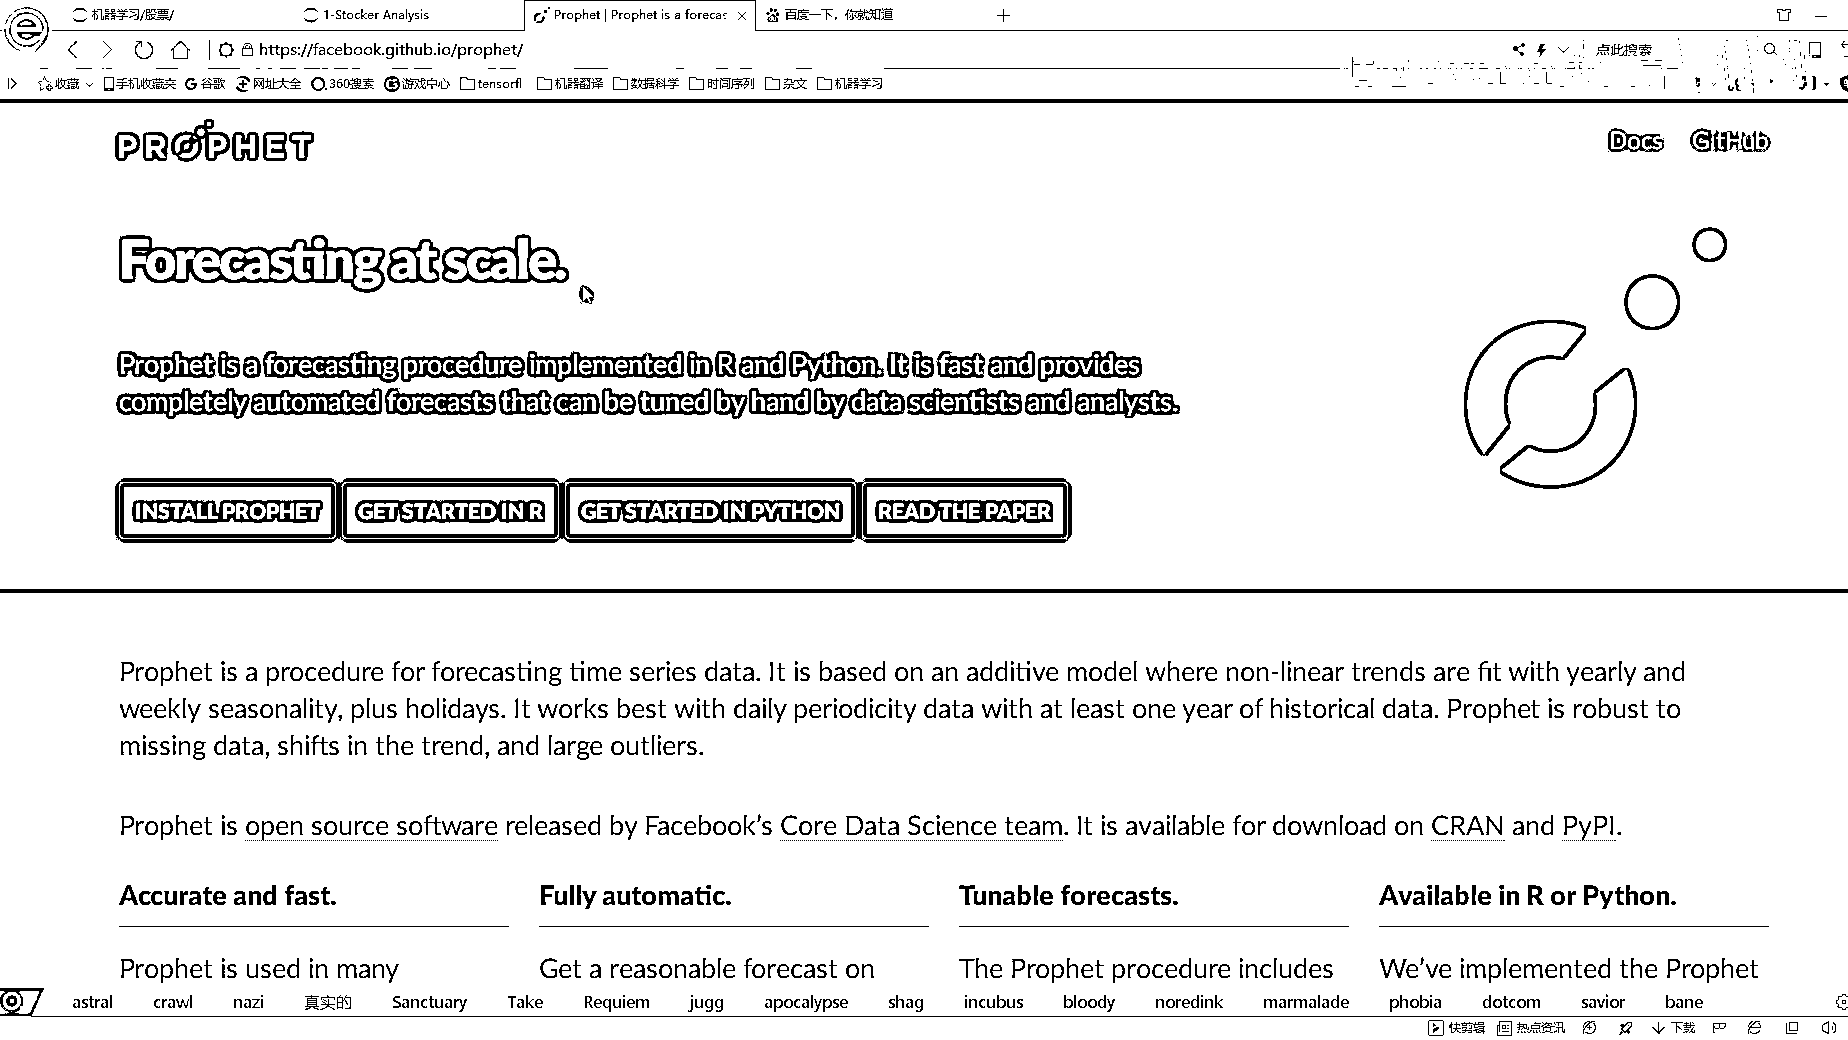 机器学习/股票/ 1-Stocker Analysis Prophet | Prophet is a forecas 百度一下，你就知道
https://facebook.github.io/prophet/ 点此搜索
收藏 手机收藏夹 谷歌 网址大全 360搜索 游戏中心 tensorfl 机器翻译 数据科学 时间序列 杂文 机器学习
PROPHET Docs GitHub
Forecasting at scale.
Prophet is a forecasting procedure implemented in R and Python. It is fast and provides
completely automated forecasts that can be tuned by hand by data scientists and analysts.
INSTALL PROPHET GET STARTED IN R GET STARTED IN PYTHON READ THE PAPER
Prophet is a procedure for forecasting time series data. It is based on an additive model where non-linear trends are fit with yearly and
weekly seasonality, plus holidays. It works best with daily periodicity data with at least one year of historical data. Prophet is robust to
missing data, shifts in the trend, and large outliers.
Prophet is open source software released by Facebook's Core Data Science team. It is available for download on CRAN and PyPI.
Accurate and fast. Fully automatic. Tunable forecasts. Available in R or Python.
Prophet is used in many Get a reasonable forecast on The Prophet procedure includes We've implemented the Prophet
astral crawl nazi 真实的 Sanctuary Take Requiem jugg apocalypse shag incubus bloody noredink marmalade phobia dotcom savior bane
快剪辑 热点资讯 下载